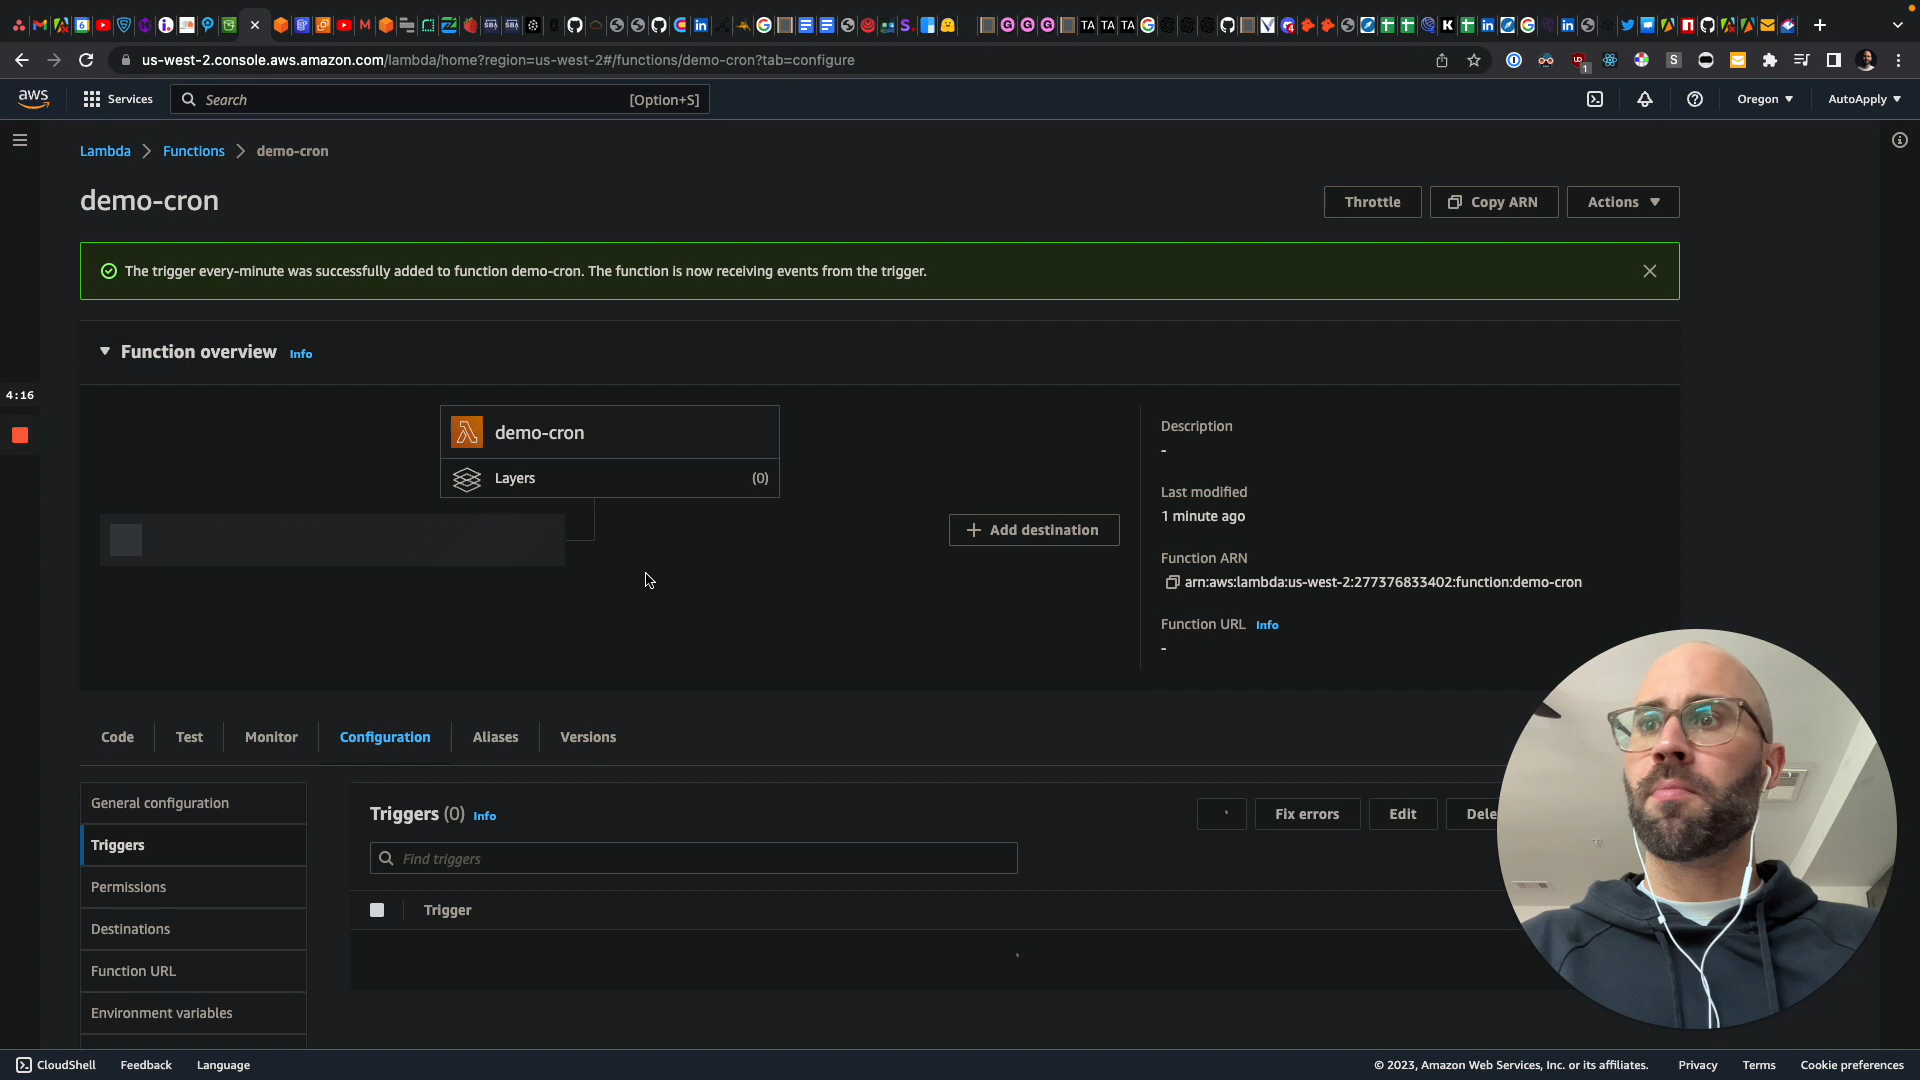 us-west-2.console.aws.amazon.com/lambda/home?region=us-west-2#/functions/demo-cron?tab=configure
aws
Services
Search
[Option+S]
Oregon
AutoApply
Lambda
Functions
demo-cron
demo-cron
Throttle
Copy ARN
Actions
The trigger every-minute was successfully added to function demo-cron. The function is now receiving events from the trigger.
Function overview
Info
4:16
demo-cron
Layers
(0)
Add destination
Description
-
Last modified
1 minute ago
Function ARN
arn:aws:lambda:us-west-2:277376833402:function:demo-cron
Function URL
Info
-
Code
Test
Monitor
Configuration
Aliases
Versions
General configuration
Triggers
Permissions
Destinations
Function URL
Environment variables
Triggers (0)
Info
Fix errors
Edit
Dele
Find triggers
Trigger
CloudShell
Feedback
Language
© 2023, Amazon Web Services, Inc. or its affiliates.
Privacy
Terms
Cookie preferences